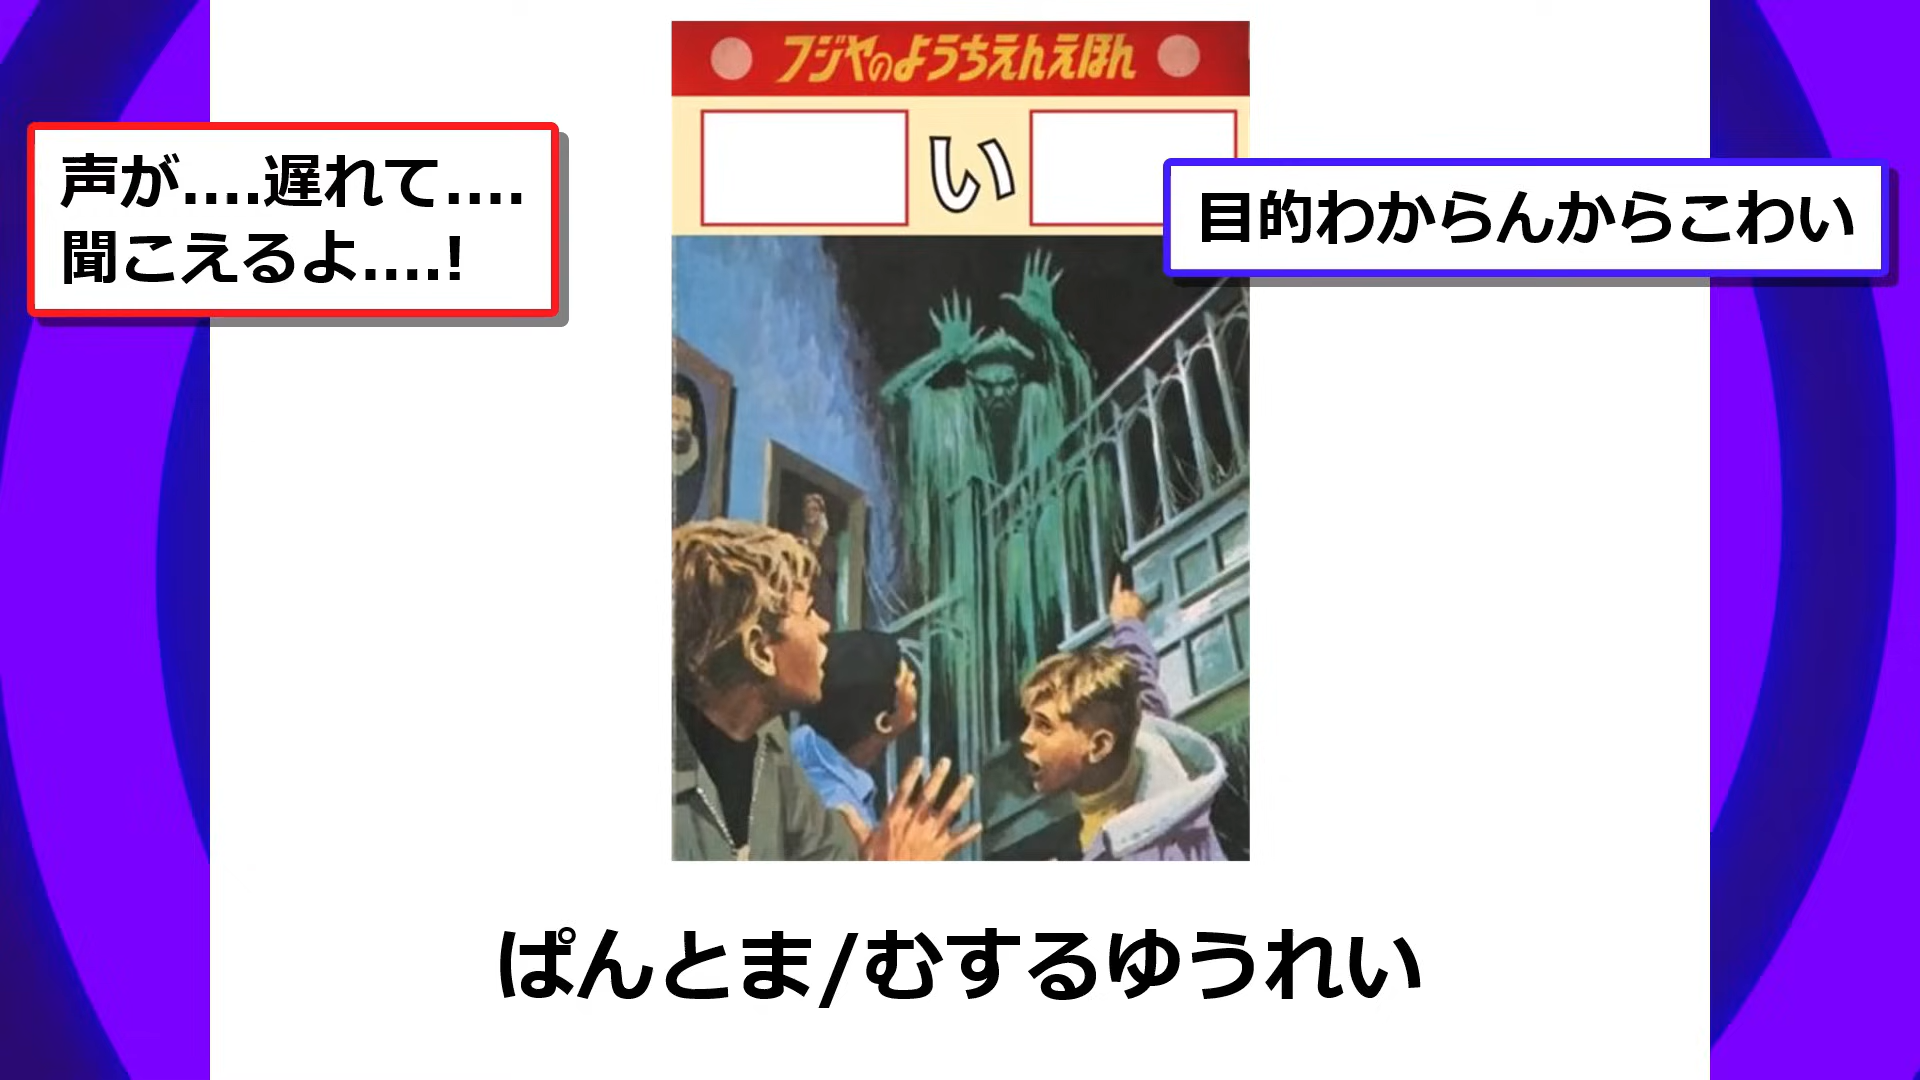 フジヤのようちえんえほん
い
声が....遅れて....
聞こえるよ....!
目的わからんからこわい
ぱんとま/むするゆうれい